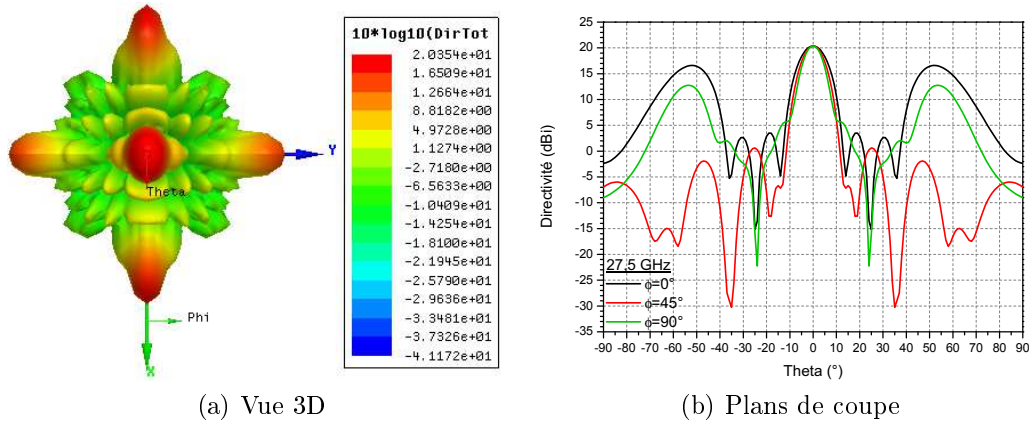 10*log10(DirTot
2.0354e+01
1.6509e+01
1.2664e+01
8.8182e+00
4.9728e+00
1.1274e+00
-2.7180e+00
-6.5633e+00
-1.0409e+01
-1.4254e+01
-1.8100e+01
-2.1945e+01
-2.5790e+01
-2.9636e+01
-3.3481e+01
-3.7326e+01
-4.1172e+01
Y
Theta
Phi
X
(a) Vue 3D
25
20
15
10
5
0
-5
-10
-15
-20
-25
-30
-35
Directivité (dBi)
27,5 GHz
ϕ=0°
ϕ=45°
ϕ=90°
-90 -80 -70 -60 -50 -40 -30 -20 -10 0 10 20 30 40 50 60 70 80 90
Theta (°)
(b) Plans de coupe